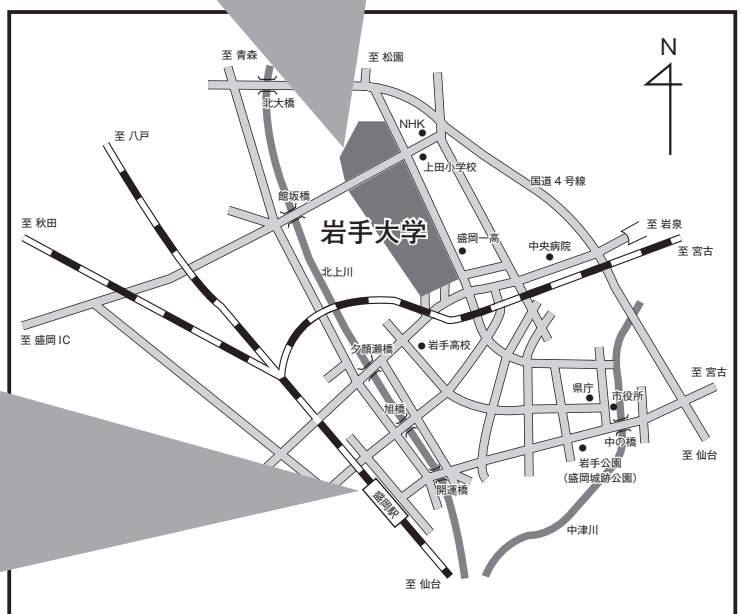 N
至 青森
至 松園
北大橋
NHK
至 八戸
上田小学校
国道４号線
館坂橋
至 秋田
岩手大学
至 岩泉
盛岡一高
中央病院
至 宮古
北上川
至 盛岡IC
夕顔瀬橋
岩手高校
至 宮古
県庁
市役所
旭橋
中の橋
至 仙台
岩手公園
（盛岡城跡公園）
開運橋
盛岡駅
中津川
至 仙台